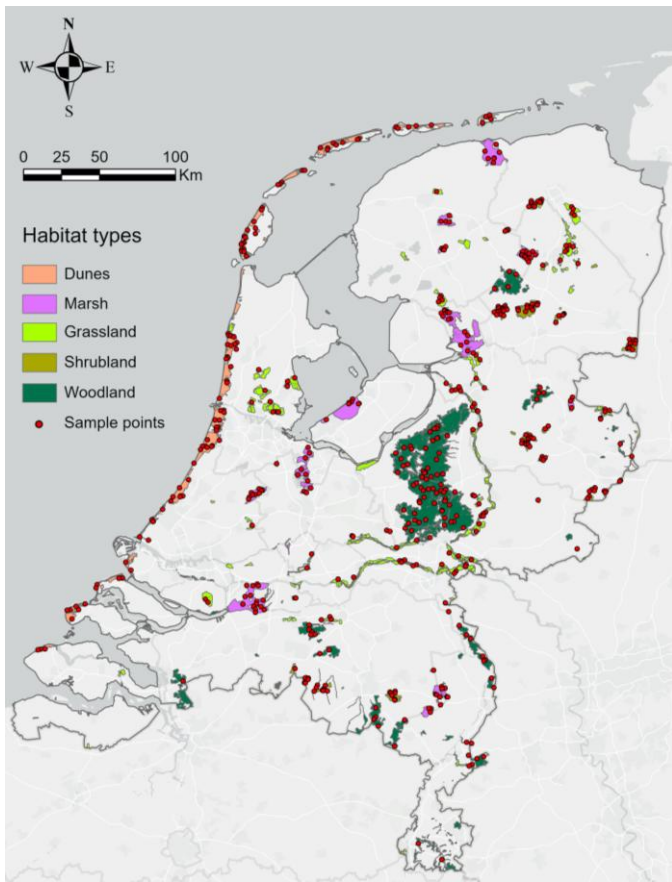 N
W E
S
0 25 50 100
Km
Habitat types
Dunes
Marsh
Grassland
Shrubland
Woodland
Sample points